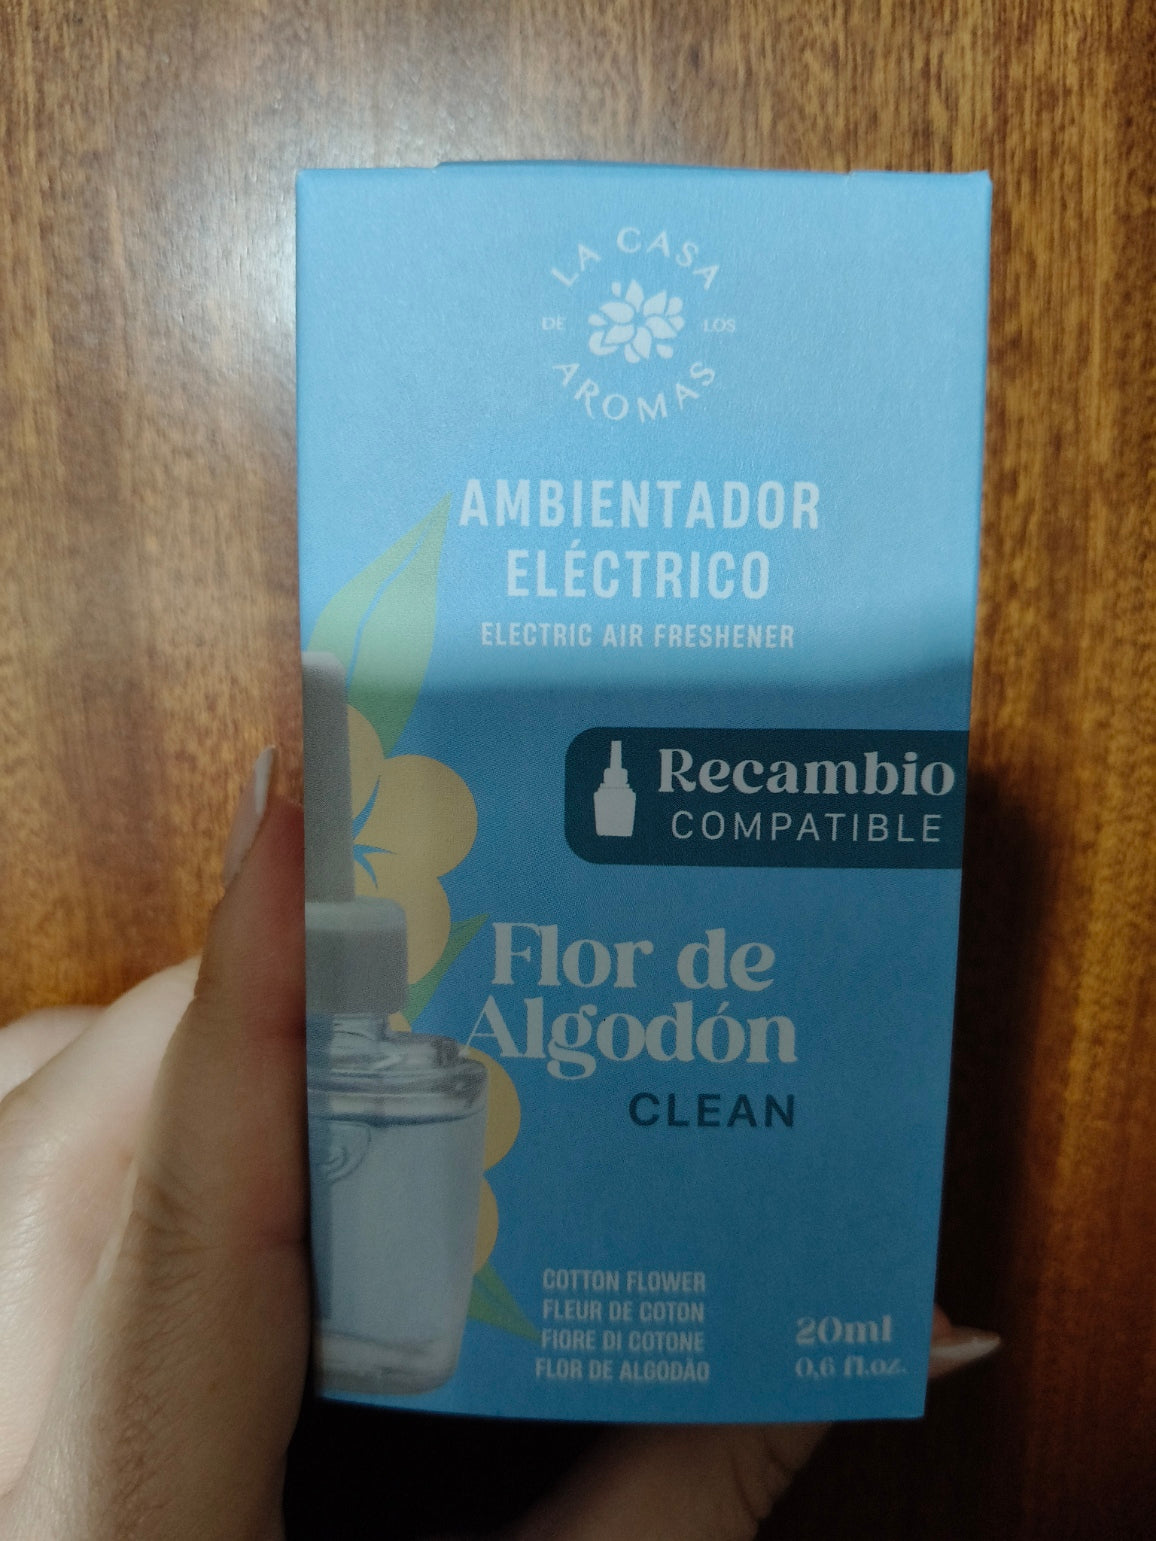 LA CASA
DE LOS
AROMAS
AMBIENTADOR
ELÉCTRICO
ELECTRIC AIR FRESHENER
Recambio
COMPATIBLE
Flor de
Algodón
CLEAN
COTTON FLOWER
FLEUR DE COTON
FIORE DI COTONE
FLOR DE ALGODÃO
20ml
0,6 fl.oz.